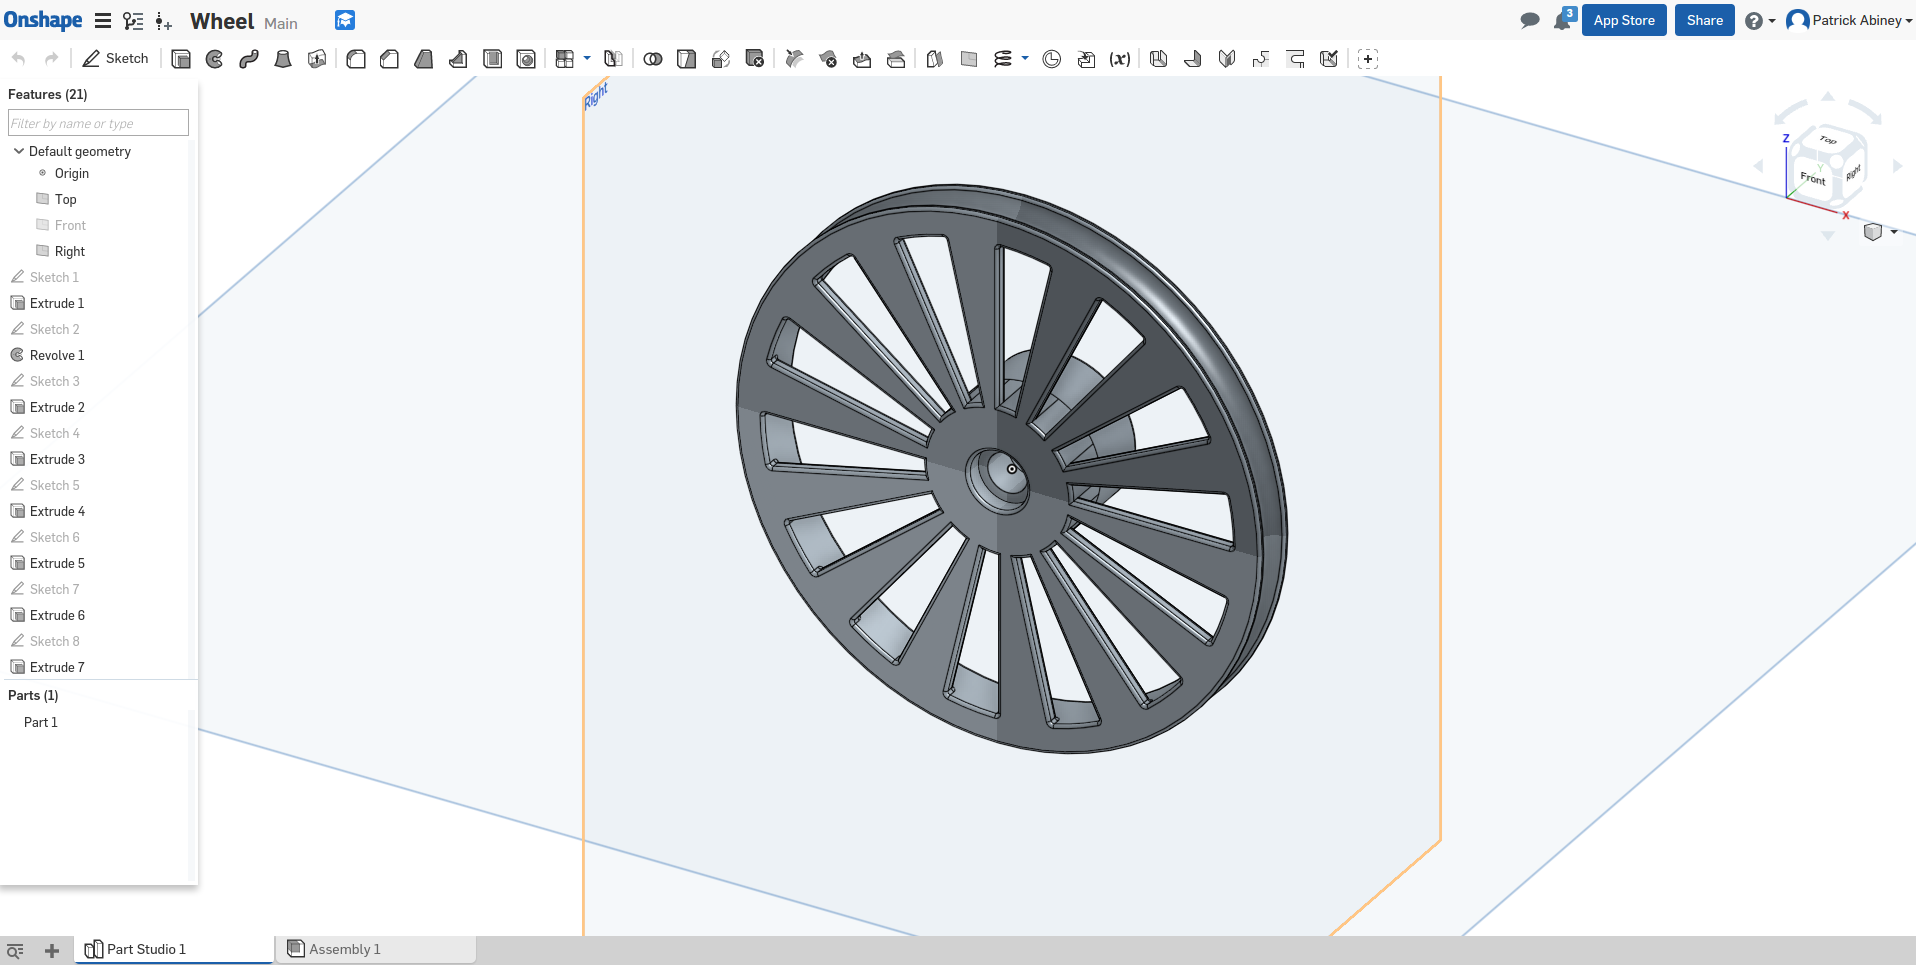 Onshape
Wheel Main
3
App Store
Share
Patrick Abiney
Sketch
(x)
Features (21)
Filter by name or type
Default geometry
Origin
Top
Front
Right
Sketch 1
Extrude 1
Sketch 2
Revolve 1
Sketch 3
Extrude 2
Sketch 4
Extrude 3
Sketch 5
Extrude 4
Sketch 6
Extrude 5
Sketch 7
Extrude 6
Sketch 8
Extrude 7
Parts (1)
Part 1
Right
Z
Top
Y
Front
Right
X
Part Studio 1
Assembly 1